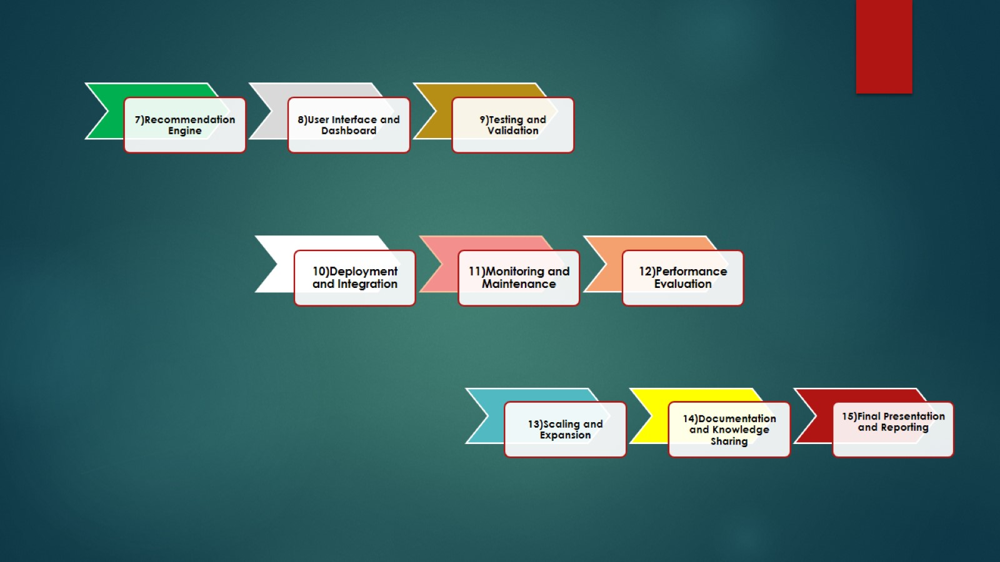 7)Recommendation
Engine
8)User Interface and
Dashboard
9)Testing and
Validation
10)Deployment
and Integration
11)Monitoring and
Maintenance
12)Performance
Evaluation
13)Scaling and
Expansion
14)Documentation
and Knowledge
Sharing
15)Final Presentation
and Reporting